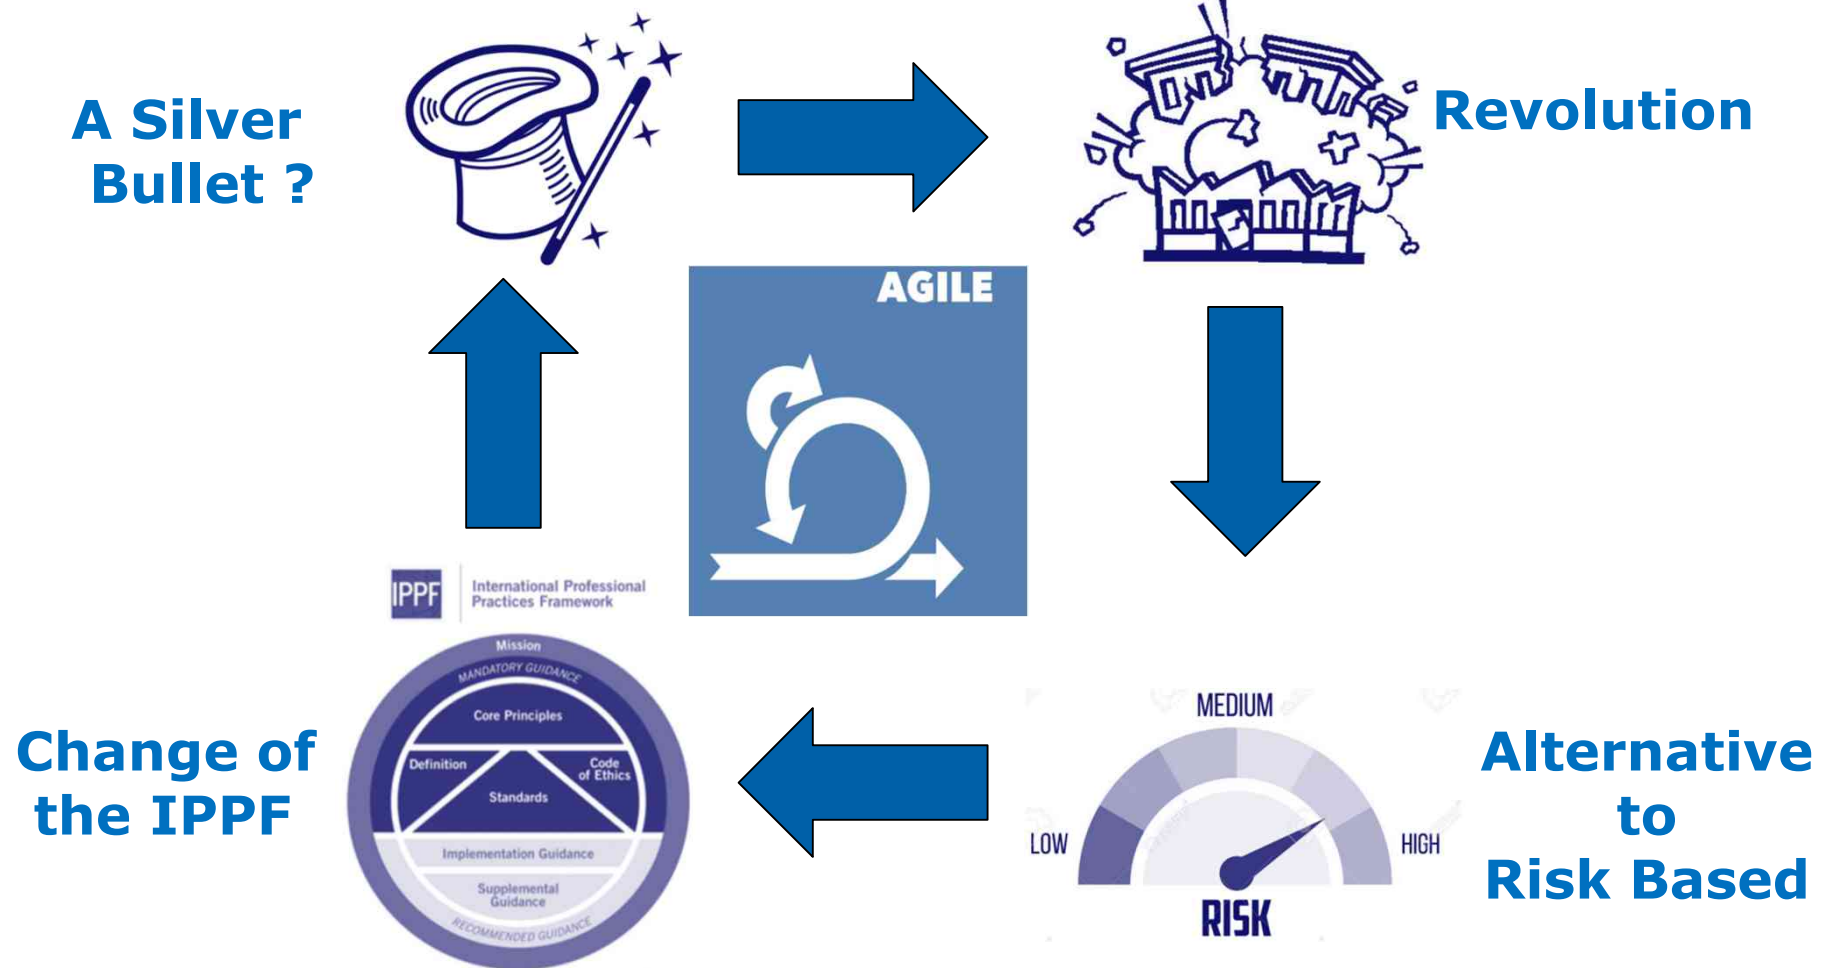 A Silver
Bullet ?
Revolution
AGILE
IPPF
International Professional
Practices Framework
Mission
MANDATORY GUIDANCE
Core Principles
Definition
Code
of Ethics
Standards
Implementation Guidance
Supplemental
Guidance
RECOMMENDED GUIDANCE
Change of
the IPPF
MEDIUM
LOW
HIGH
RISK
Alternative
to
Risk Based